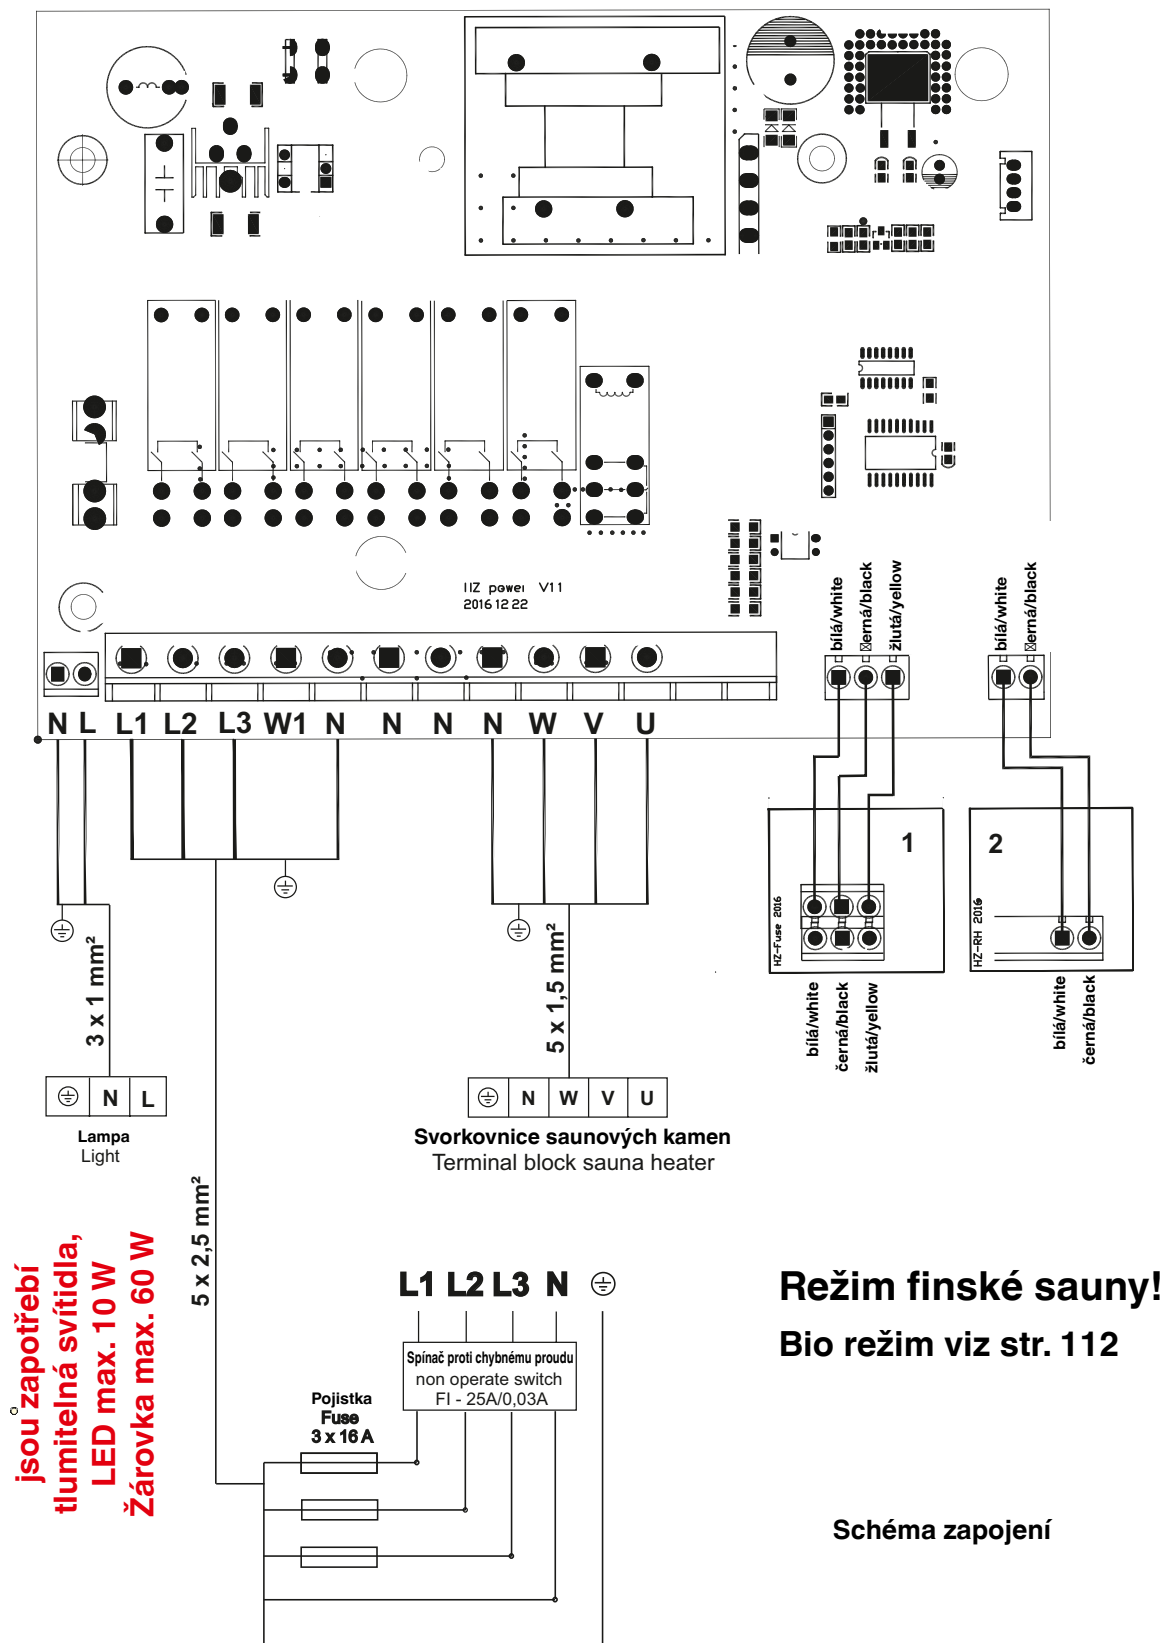 HZ power V11
2016 12 22
bílá/white
erná/black
žlutá/yellow
bílá/white
erná/black
N L L1 L2 L3 W1 N N N N W V U
1
HZ-Fuse 2016
2
HZ-RH 2016
bílá/white
černá/black
žlutá/yellow
bílá/white
černá/black
3 x 1 mm²
5 x 1,5 mm²
N L
Lampa
Light
N W V U
Svorkovnice saunových kamen
Terminal block sauna heater
5 x 2,5 mm²
jsou zapotřebí
tlumitelná svítidla,
LED max. 10 W
Žárovka max. 60 W
L1 L2 L3 N
Spínač proti chybnému proudu
non operate switch
FI - 25A/0,03A
Pojistka
Fuse
3 x 16 A
Režim finské sauny!
Bio režim viz str. 112
Schéma zapojení